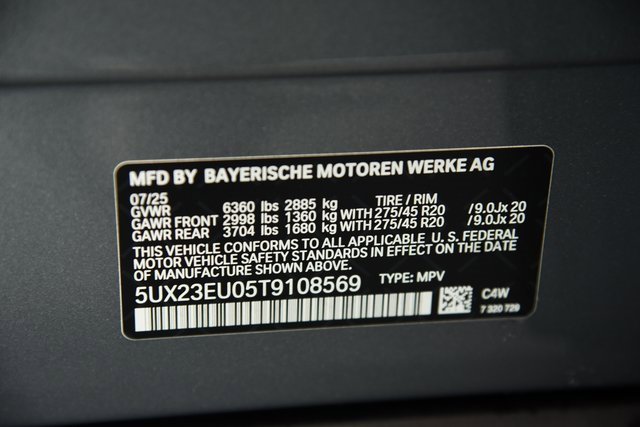 MFD BY BAYERISCHE MOTOREN WERKE AG
07/25
GVWR 6360 lbs 2885 kg TIRE / RIM
GAWR FRONT 2998 lbs 1360 kg WITH 275/45 R20 /9.0Jx 20
GAWR REAR 3704 lbs 1680 kg WITH 275/45 R20 /9.0Jx 20
THIS VEHICLE CONFORMS TO ALL APPLICABLE U. S. FEDERAL
MOTOR VEHICLE SAFETY STANDARDS IN EFFECT ON THE DATE
OF MANUFACTURE SHOWN ABOVE.
5UX23EU05T9108569 TYPE: MPV
C4W
7 320 729